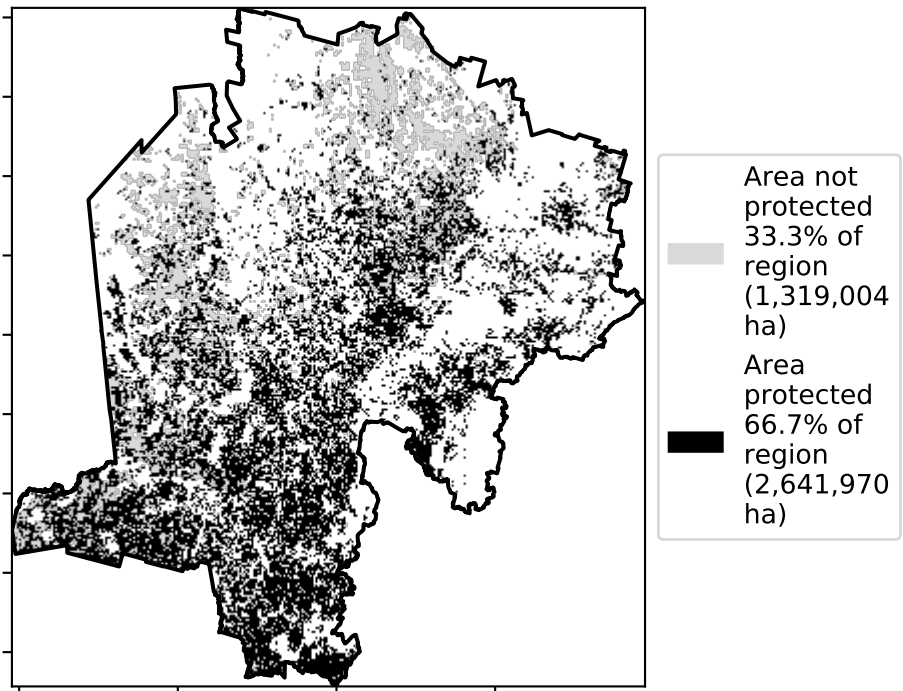 Area not
protected
33.3% of
region
(1,319,004
ha)
Area
protected
66.7% of
region
(2,641,970
ha)